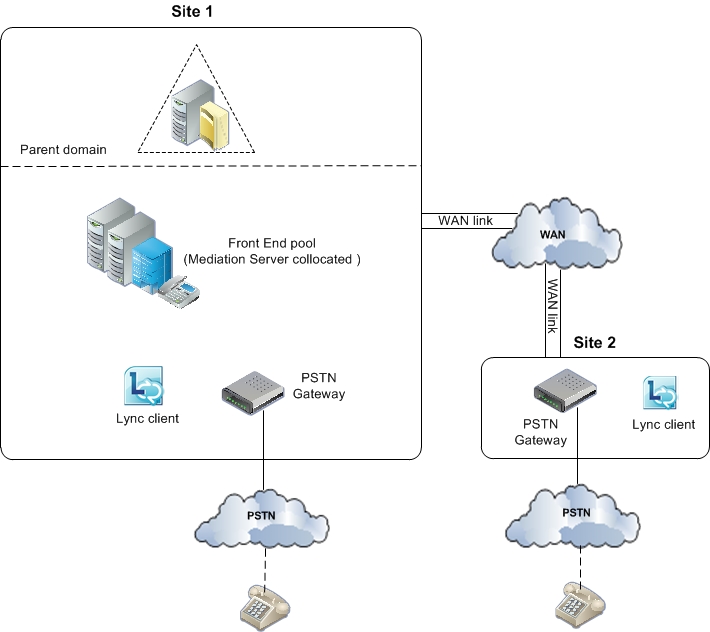 Site 1
Parent domain
Front End pool
(Mediation Server collocated )
Lync client
PSTN
Gateway
PSTN
WAN link
WAN
WAN link
Site 2
PSTN
Gateway
Lync client
PSTN